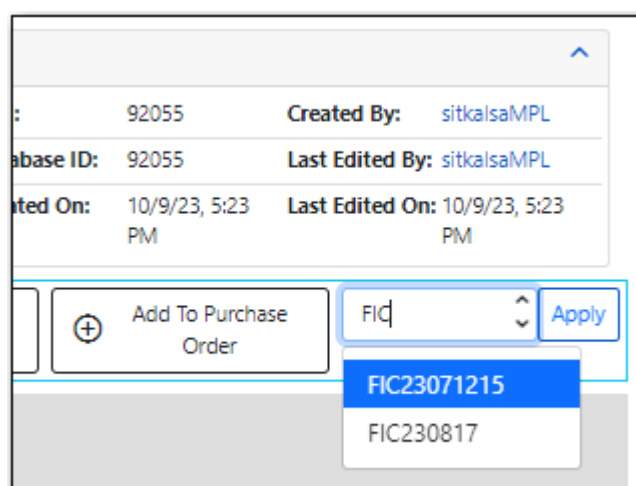 : 92055 Created By: sitkalsaMPL
abase ID: 92055 Last Edited By: sitkalsaMPL
ated On: 10/9/23, 5:23 PM Last Edited On: 10/9/23, 5:23 PM
Add To Purchase
Order
FIC
Apply
FIC23071215
FIC230817